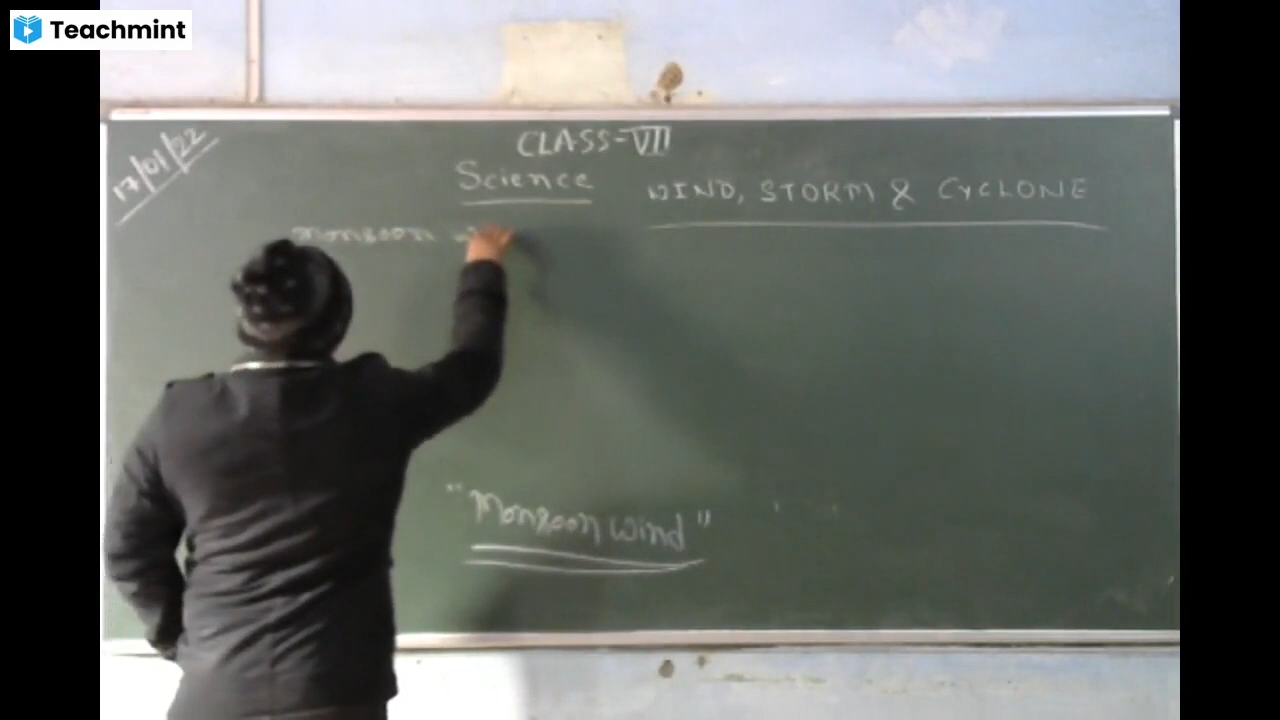 Teachmint
17/01/22
CLASS-VII
Science
WIND, STORM & CYCLONE
Monsoon
"Monsoon wind"